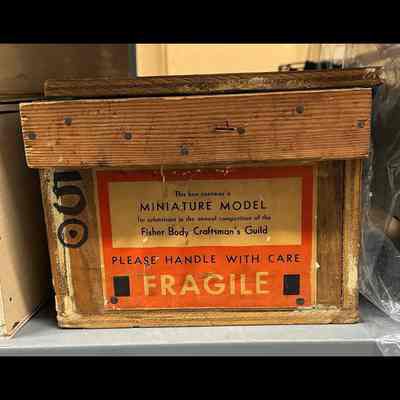 This box contains a
MINIATURE MODEL
for submission in the annual competition of the
Fisher Body Craftsman's Guild
PLEASE HANDLE WITH CARE
FRAGILE